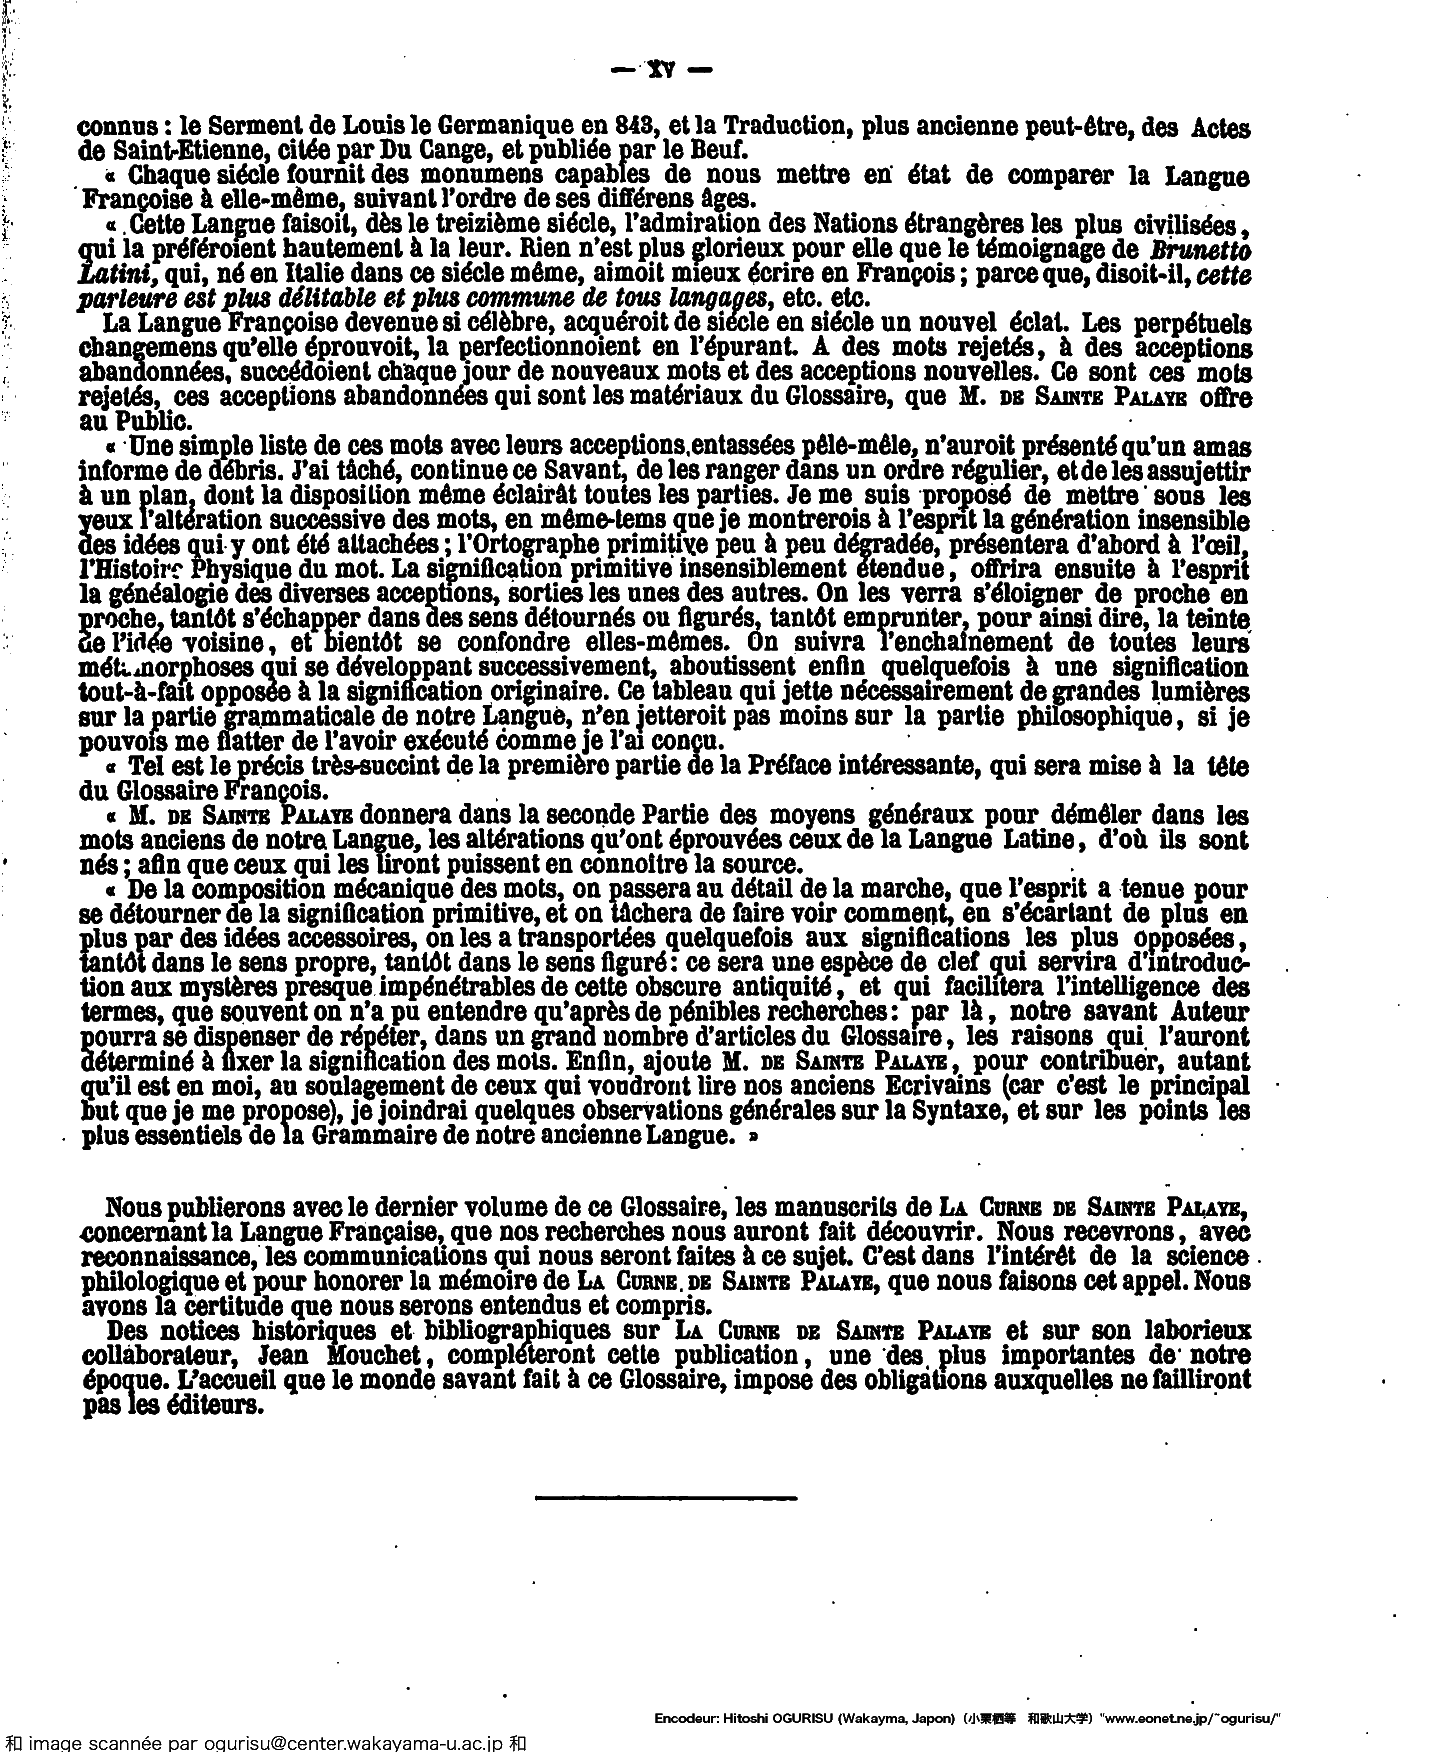 — XV —
connus : le Serment de Louis le Germanique en 843, et la Traduction, plus ancienne peut-être, des Actes
de Saint-Etienne, citée par Du Cange, et publiée par le Beuf.
« Chaque siécle fournit des monumens capables de nous mettre en état de comparer la Langue
Françoise à elle-même, suivant l'ordre de ses différens âges.
« Cette Langue faisoit, dès le treizième siécle, l'admiration des Nations étrangères les plus civilisées,
qui la préféroient hautement à la leur. Rien n'est plus glorieux pour elle que le témoignage de Brunetto
Latini, qui, né en Italie dans ce siécle même, aimoit mieux écrire en François ; parce que, disoit-il, cette
parleure est plus délitable et plus commune de tous langages, etc. etc.
La Langue Françoise devenue si célèbre, acquéroit de siécle en siécle un nouvel éclat. Les perpétuels
changemens qu'elle éprouvoit, la perfectionnoient en l'épurant. A des mots rejetés, à des acceptions
abandonnées, succédoient chaque jour de nouveaux mots et des acceptions nouvelles. Ce sont ces mots
rejetés, ces acceptions abandonnées qui sont les matériaux du Glossaire, que M. DE SAINTE PALAYE offre
au Public.
« Une simple liste de ces mots avec leurs acceptions entassées pêle-mêle, n'auroit présenté qu'un amas
informe de débris. J'ai tâché, continue ce Savant, de les ranger dans un ordre régulier, et de les assujettir
à un plan, dont la disposition même éclairât toutes les parties. Je me suis proposé de mettre sous les
yeux l'altération successive des mots, en même-tems que je montrerois à l'esprit la génération insensible
des idées qui y ont été attachées ; l'Ortographe primitive peu à peu dégradée, présentera d'abord à l'œil,
l'Histoire Physique du mot. La signification primitive insensiblement étendue, offrira ensuite à l'esprit
la généalogie des diverses acceptions, sorties les unes des autres. On les verra s'éloigner de proche en
proche, tantôt s'échapper dans des sens détournés ou figurés, tantôt emprunter, pour ainsi dire, la teinte
de l'idée voisine, et bientôt se confondre elles-mêmes. On suivra l'enchaînement de toutes leurs
métamorphoses qui se développant successivement, aboutissent enfin quelquefois à une signification
tout-à-fait opposée à la signification originaire. Ce tableau qui jette nécessairement de grandes lumières
sur la partie grammaticale de notre Langue, n'en jetteroit pas moins sur la partie philosophique, si je
pouvois me flatter de l'avoir exécuté comme je l'ai conçu.
« Tel est le précis très-succint de la première partie de la Préface intéressante, qui sera mise à la tête
du Glossaire François.
« M. DE SAINTE PALAYE donnera dans la seconde Partie des moyens généraux pour démêler dans les
mots anciens de notre Langue, les altérations qu'ont éprouvées ceux de la Langue Latine, d'où ils sont
nés ; afin que ceux qui les liront puissent en connoitre la source.
« De la composition mécanique des mots, on passera au détail de la marche, que l'esprit a tenue pour
se détourner de la signification primitive, et on tâchera de faire voir comment, en s'écartant de plus en
plus par des idées accessoires, on les a transportées quelquefois aux significations les plus opposées,
tantôt dans le sens propre, tantôt dans le sens figuré : ce sera une espèce de clef qui servira d'introduc-
tion aux mystères presque impénétrables de cette obscure antiquité, et qui facilitera l'intelligence des
termes, que souvent on n'a pu entendre qu'après de pénibles recherches : par là, notre savant Auteur
pourra se dispenser de répéter, dans un grand nombre d'articles du Glossaire, les raisons qui l'auront
déterminé à fixer la signification des mots. Enfin, ajoute M. DE SAINTE PALAYE, pour contribuer, autant
qu'il est en moi, au soulagement de ceux qui voudront lire nos anciens Ecrivains (car c'est le principal
but que je me propose), je joindrai quelques observations générales sur la Syntaxe, et sur les points les
plus essentiels de la Grammaire de notre ancienne Langue. »
Nous publierons avec le dernier volume de ce Glossaire, les manuscrits de LA CURNE DE SAINTE PALAYE,
concernant la Langue Française, que nos recherches nous auront fait découvrir. Nous recevrons, avec
reconnaissance, les communications qui nous seront faites à ce sujet. C'est dans l'intérêt de la science
philologique et pour honorer la mémoire de LA CURNE DE SAINTE PALAYE, que nous faisons cet appel. Nous
avons la certitude que nous serons entendus et compris.
Des notices historiques et bibliographiques sur LA CURNE DE SAINTE PALAYE et sur son laborieux
collaborateur, Jean Mouchet, compléteront cette publication, une des plus importantes de notre
époque. L'accueil que le monde savant fait à ce Glossaire, impose des obligations auxquelles ne failliront
pas les éditeurs.
Encodeur: Hitoshi OGURISU (Wakayma, Japon) (小栗栖等 和歌山大学) "www.eonet.ne.jp/~ogurisu/"
和 image scannée par ogurisu@center.wakayama-u.ac.jp 和